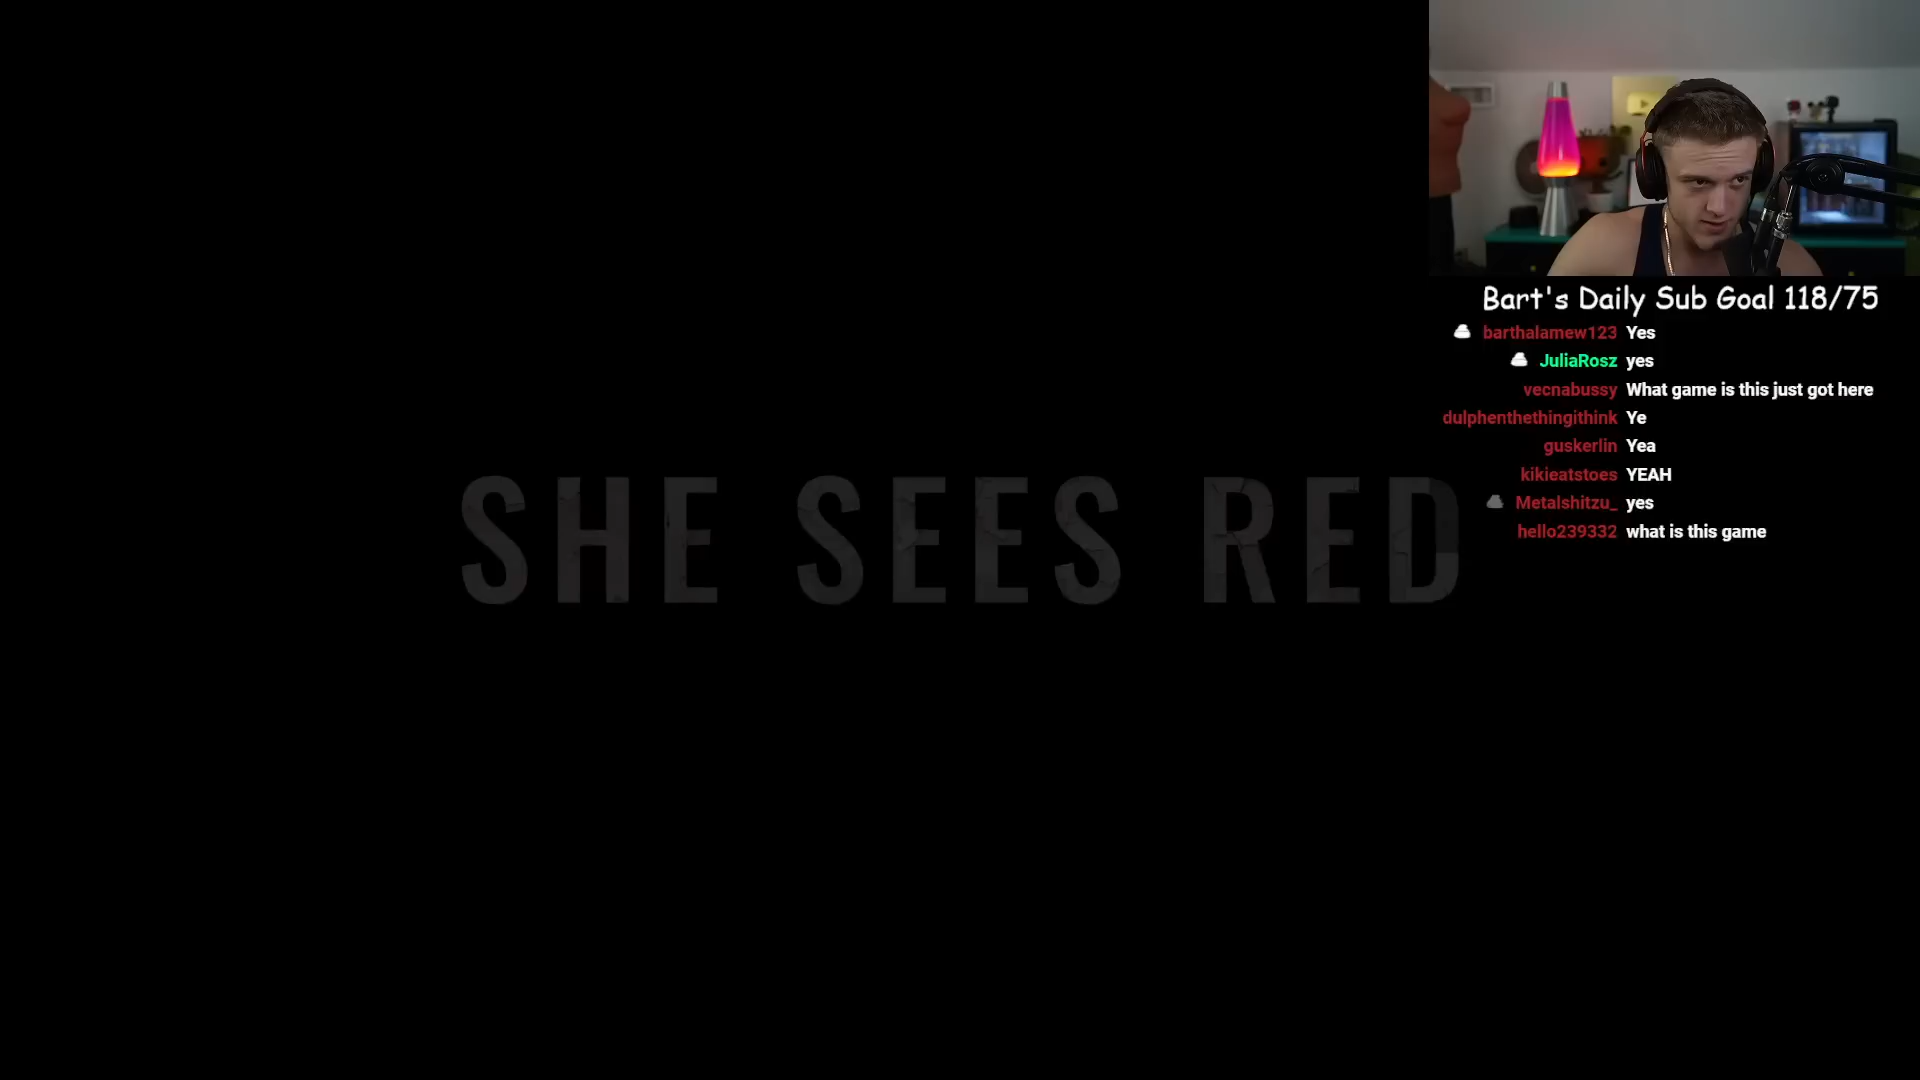 Bart's Daily Sub Goal 118/75
barthalamew123 Yes
JuliaRosz yes
vecnabussy What game is this just got here
dulphenthethingithink Ye
guskerlin Yea
kikieatstoes YEAH
Metalshitzu_ yes
hello239332 what is this game
SHE SEES RED